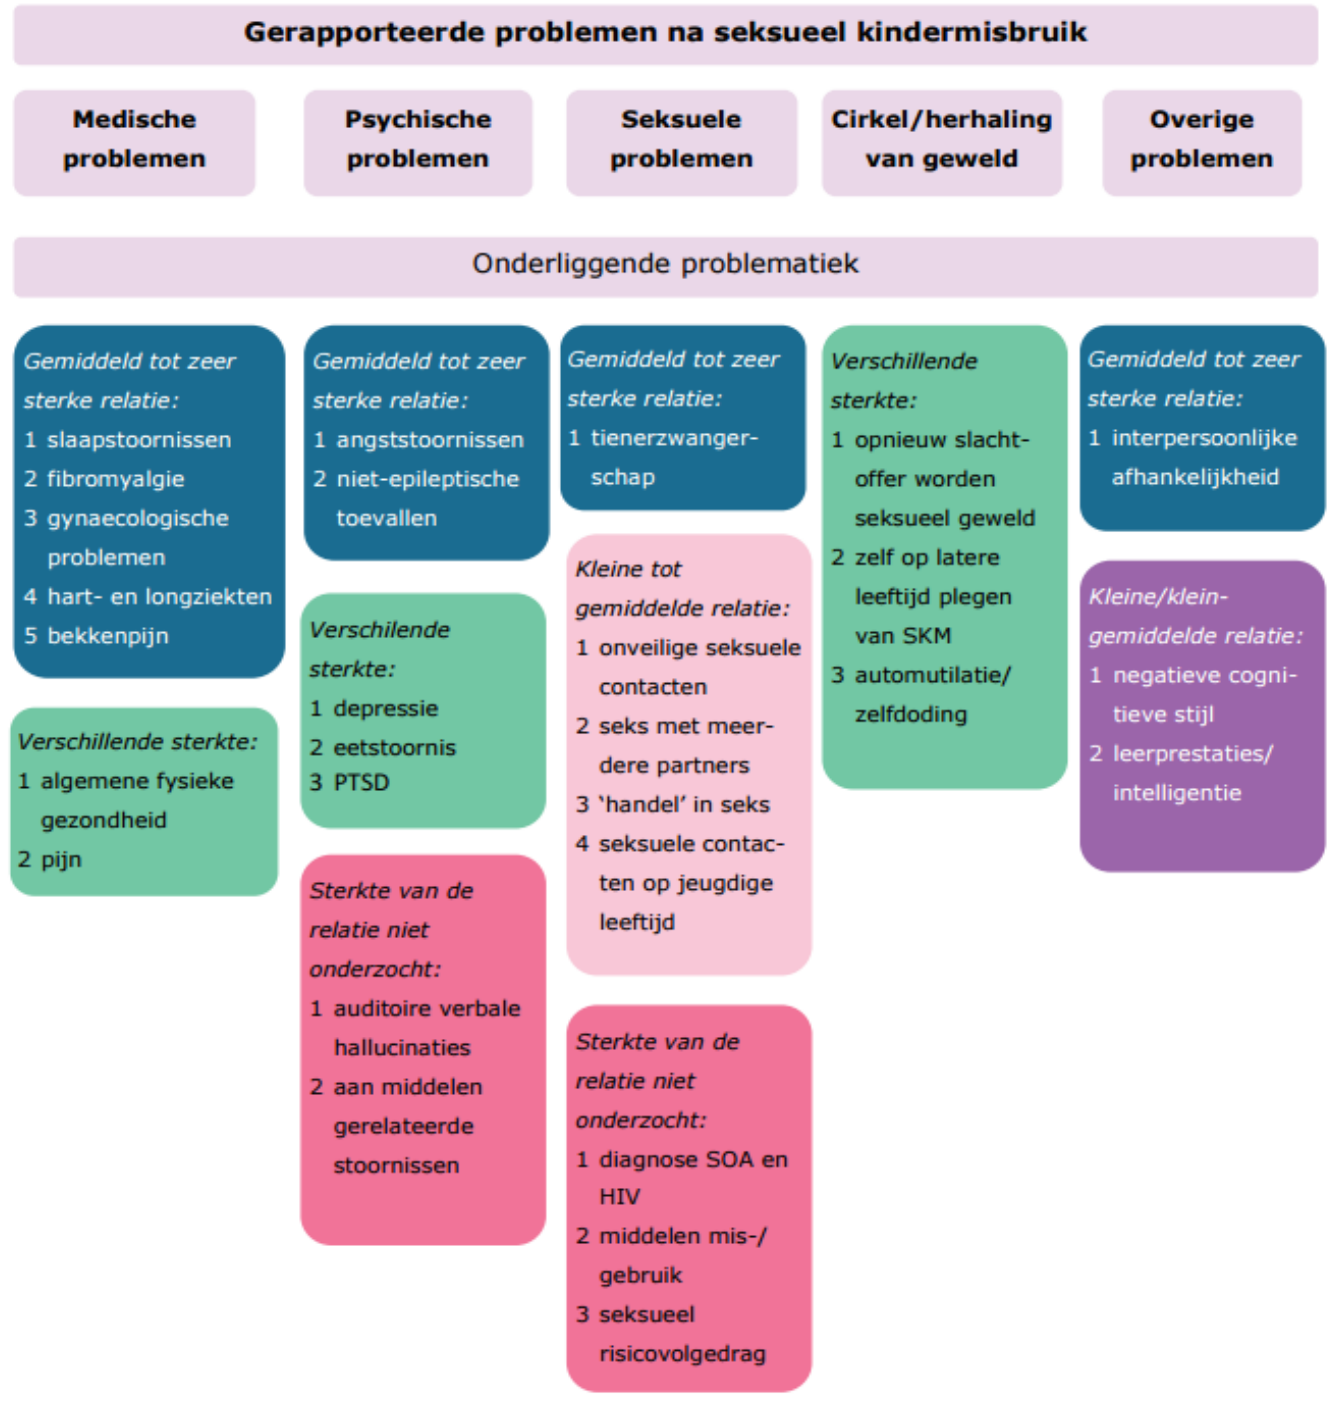 Gerapporteerde problemen na seksueel kindermisbruik
Medische
problemen
Psychische
problemen
Seksuele
problemen
Cirkel/herhaling
van geweld
Overige
problemen
Onderliggende problematiek
Gemiddeld tot zeer
sterke relatie:
1 slaapstoornissen
2 fibromyalgie
3 gynaecologische
problemen
4 hart- en longziekten
5 bekkenpijn
Verschillende sterkte:
1 algemene fysieke
gezondheid
2 pijn
Gemiddeld tot zeer
sterke relatie:
1 angststoornissen
2 niet-epileptische
toevallen
Verschilende
sterkte:
1 depressie
2 eetstoornis
3 PTSD
Sterkte van de
relatie niet
onderzocht:
1 auditoire verbale
hallucinaties
2 aan middelen
gerelateerde
stoornissen
Gemiddeld tot zeer
sterke relatie:
1 tienerzwanger-
schap
Kleine tot
gemiddelde relatie:
1 onveilige seksuele
contacten
2 seks met meer-
dere partners
3 ‘handel’ in seks
4 seksuele contac-
ten op jeugdige
leeftijd
Sterkte van de
relatie niet
onderzocht:
1 diagnose SOA en
HIV
2 middelen mis-/
gebruik
3 seksueel
risicovolgedrag
Verschillende
sterkte:
1 opnieuw slacht-
offer worden
seksueel geweld
2 zelf op latere
leeftijd plegen
van SKM
3 automutilatie/
zelfdoding
Gemiddeld tot zeer
sterke relatie:
1 interpersoonlijke
afhankelijkheid
Kleine/klein-
gemiddelde relatie:
1 negatieve cogni-
tieve stijl
2 leerprestaties/
intelligentie